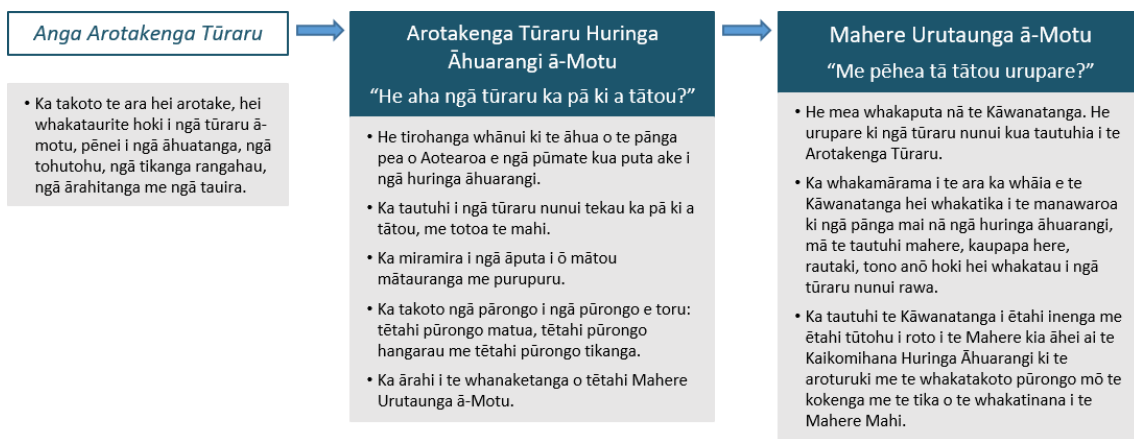 Anga Arotakenga Tūraru
• Ka takoto te ara hei arotake, hei
whakataurite hoki i ngā tūraru ā-
motu, pēnei i ngā āhuatanga, ngā
tohutohu, ngā tikanga rangahau,
ngā ārahitanga me ngā tauira.
Arotakenga Tūraru Huringa
Āhuarangi ā-Motu
“He aha ngā tūraru ka pā ki a tātou?”
• He tirohanga whānui ki te āhua o te pānga
pea o Aotearoa e ngā pūmate kua puta ake i
ngā huringa āhuarangi.
• Ka tautuhi i ngā tūraru nunui tekau ka pā ki a
tātou, me totoa te mahi.
• Ka miramira i ngā āputa i ō mātou
mātauranga me purupuru.
• Ka takoto ngā pārongo i ngā pūrongo e toru:
tētahi pūrongo matua, tētahi pūrongo
hangarau me tētahi pūrongo tikanga.
• Ka ārahi i te whanaketanga o tētahi Mahere
Urutaunga ā-Motu.
Mahere Urutaunga ā-Motu
“Me pēhea tā tātou urupare?”
• He mea whakaputa nā te Kāwanatanga. He
urupare ki ngā tūraru nunui kua tautuhia i te
Arotakenga Tūraru.
• Ka whakamārama i te ara ka whāia e te
Kāwanatanga hei whakatika i te manawaroa
ki ngā pānga mai nā ngā huringa āhuarangi,
mā te tautuhi mahere, kaupapa here,
rautaki, tono anō hoki hei whakatau i ngā
tūraru nunui rawa.
• Ka tautuhi te Kāwanatanga i ētahi inenga me
ētahi tūtohu i roto i te Mahere kia āhei ai te
Kaikomihana Huringa Āhuarangi ki te
aroturuki me te whakatakoto pūrongo mō te
kokenga me te tika o te whakatinana i te
Mahere Mahi.